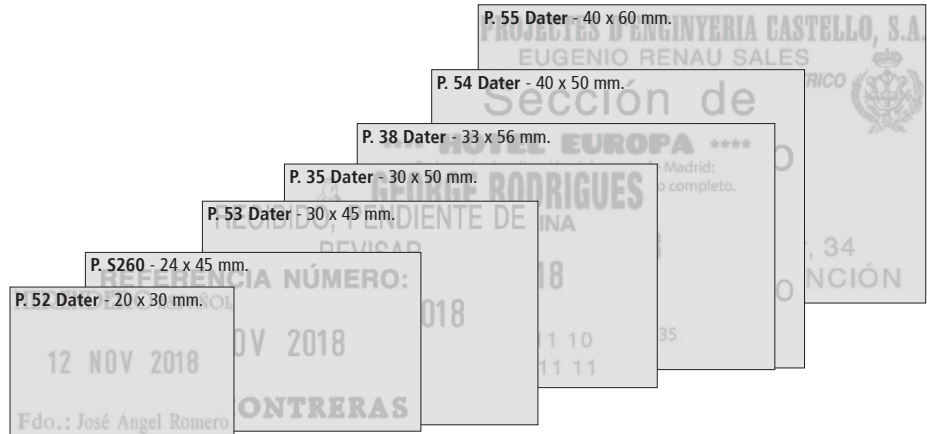 P. 55 Dater - 40 x 60 mm.
PROJECTES D'ENGINYERIA CASTELLO, S.A.
EUGENIO RENAU SALES
RICO
P. 54 Dater - 40 x 50 mm.
Sección de
P. 38 Dater - 33 x 56 mm.
**** HOTEL EUROPA ****
de Madrid:
o completo.
P. 35 Dater - 30 x 50 mm.
GEORGE RODRIGUES
INA
18
11 10
11 11
35
, 34
NCIÓN
P. 53 Dater - 30 x 45 mm.
RECIBIDO, PENDIENTE DE
REVISAR
018
P. S260 - 24 x 45 mm.
REFERENCIA NÚMERO:
OV 2018
ONTRERAS
P. 52 Dater - 20 x 30 mm.
MERENDERO ESPAÑOL
12 NOV 2018
Fdo.: José Angel Romero